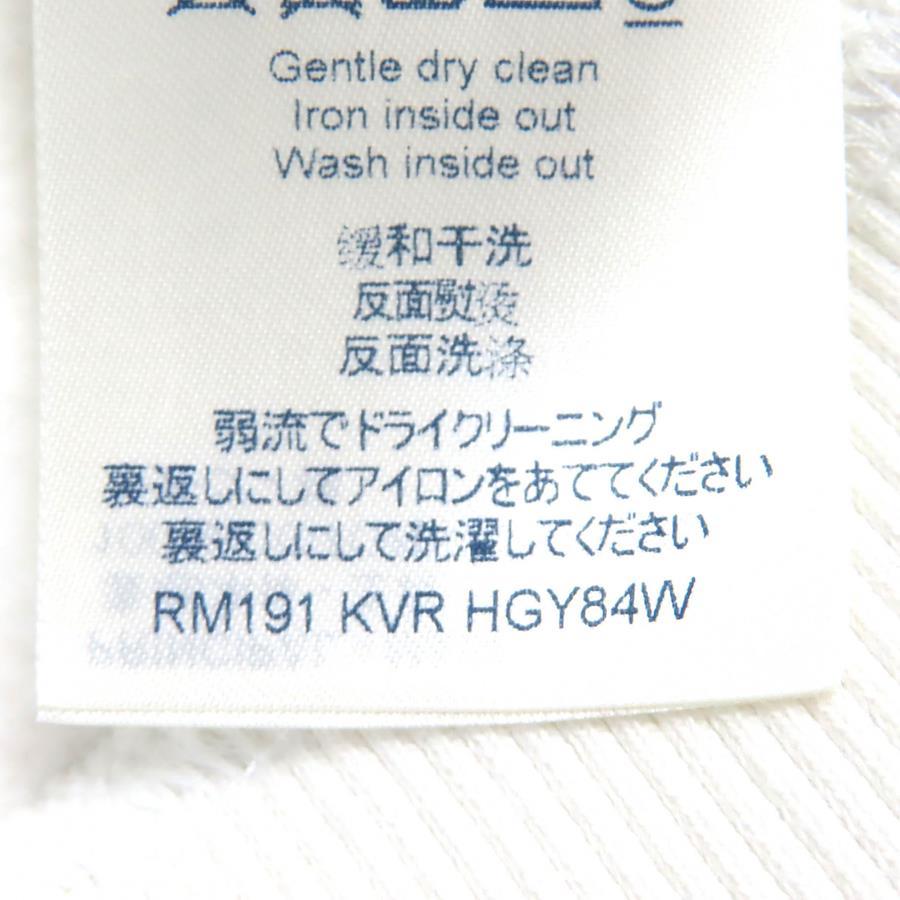 Gentle dry clean
Iron inside out
Wash inside out
缓和干洗
反面熨烫
反面洗涤
弱流でドライクリーニング
裏返しにしてアイロンをあててください
裏返しにして洗濯してください
RM191 KVR HGY84W